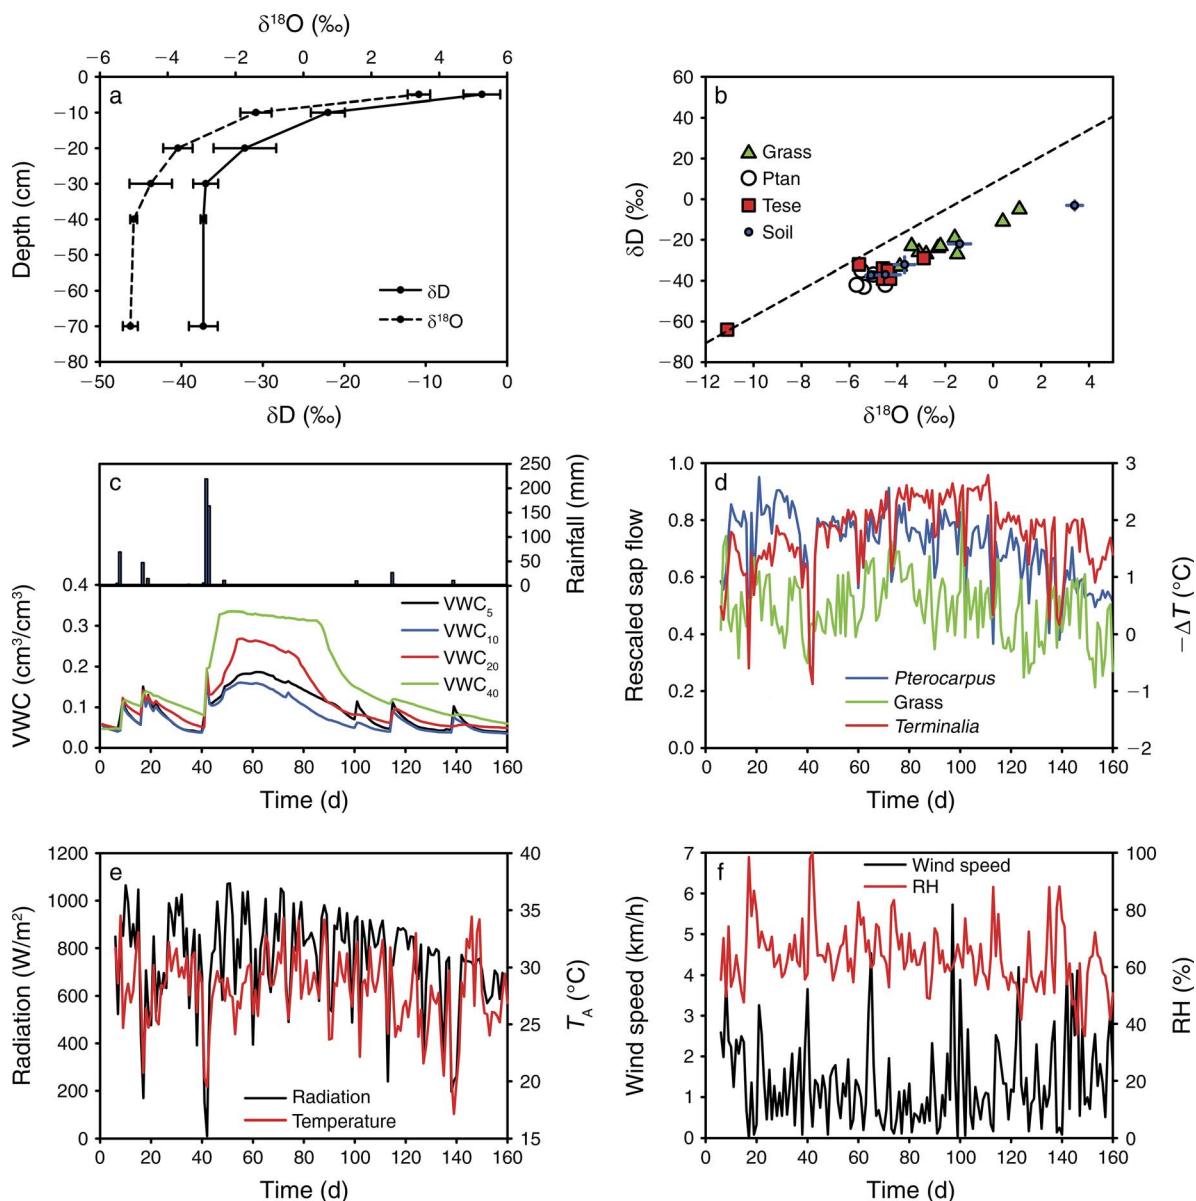 δ¹⁸O (‰)
−6 −4 −2 0 2 4 6
a
0
−10
−20
−30
−40
−50
−60
−70
−80
Depth (cm)
δD
δ¹⁸O
−50 −40 −30 −20 −10 0
δD (‰)
b
60
40
20
0
−20
−40
−60
−80
δD (‰)
Grass
Ptan
Tese
Soil
−12 −10 −8 −6 −4 −2 0 2 4
δ¹⁸O (‰)
c
250
200
150
100
50
0
Rainfall (mm)
0.4
0.3
0.2
0.1
0.0
VWC (cm³/cm³)
VWC₅
VWC₁₀
VWC₂₀
VWC₄₀
0 20 40 60 80 100 120 140 160
Time (d)
d
1.0
0.8
0.6
0.4
0.2
0.0
Rescaled sap flow
3
2
1
0
−1
−2
−ΔT (°C)
Pterocarpus
Grass
Terminalia
0 20 40 60 80 100 120 140 160
Time (d)
e
1200
1000
800
600
400
200
0
Radiation (W/m²)
40
35
30
25
20
15
T_A (°C)
Radiation
Temperature
0 20 40 60 80 100 120 140 160
Time (d)
f
7
6
5
4
3
2
1
0
Wind speed (km/h)
Wind speed
RH
100
80
60
40
20
0
RH (%)
0 20 40 60 80 100 120 140 160
Time (d)